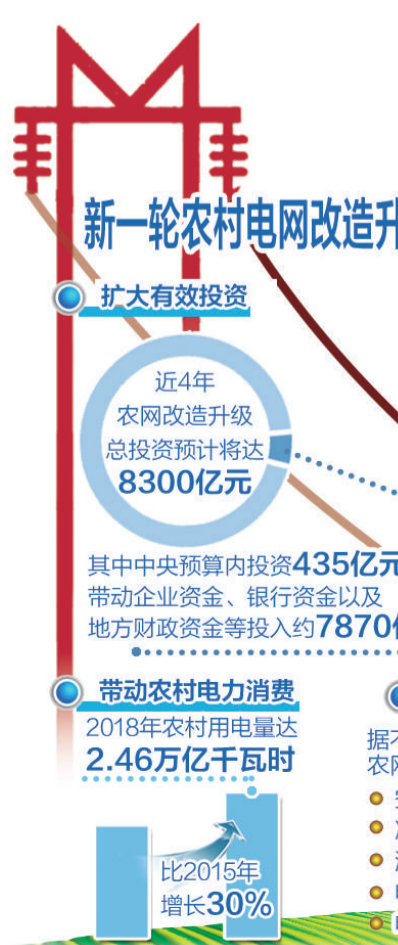 新一轮农村电网改造升
扩大有效投资
近4年
农网改造升级
总投资预计将达
8300亿元
其中中央预算内投资435亿元
带动企业资金、银行资金以及
地方财政资金等投入约7870
带动农村电力消费
2018年农村用电量达
2.46万亿千瓦时
比2015年
增长30%
据
农网